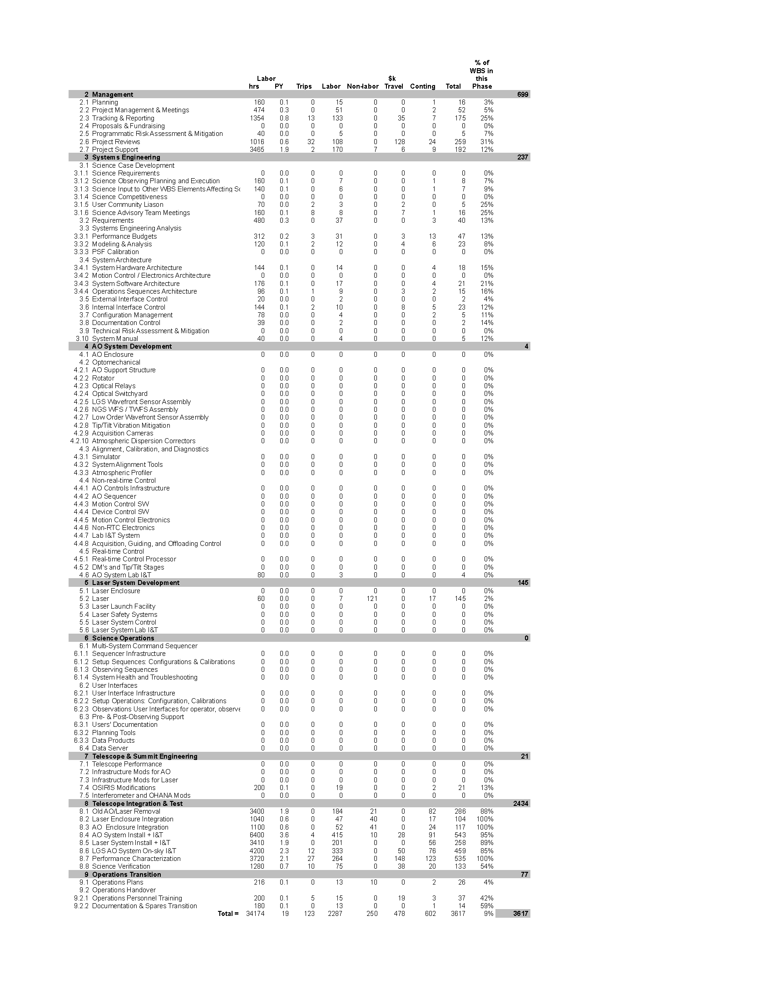 % of
WBS in
Labor $k this
hrs PY Trips Labor Non-labor Travel Conting Total Phase
2 Management 699
2.1 Planning 160 0.1 0 15 0 0 1 16 3%
2.2 Project Management & Meetings 474 0.3 0 51 0 0 2 52 5%
2.3 Tracking & Reporting 1354 0.8 13 133 0 35 7 175 25%
2.4 Proposals & Fundraising 0 0.0 0 0 0 0 0 0 0%
2.5 Programmatic Risk Assessment & Mitigation 40 0.0 0 5 0 0 0 5 7%
2.6 Project Reviews 1016 0.6 32 108 0 128 24 259 31%
2.7 Project Support 3465 1.9 2 170 7 6 9 192 12%
3 Systems Engineering 237
3.1 Science Case Development
3.1.1 Science Requirements 0 0.0 0 0 0 0 0 0 0%
3.1.2 Science Observing Planning and Execution 160 0.1 0 7 0 0 1 8 7%
3.1.3 Science Input to Other WBS Elements Affecting Sc 140 0.1 0 6 0 0 1 7 9%
3.1.4 Science Competitiveness 0 0.0 0 0 0 0 0 0 0%
3.1.5 User Community Liason 70 0.0 2 3 0 2 0 5 25%
3.1.6 Science Advisory Team Meetings 160 0.1 8 8 0 7 1 16 25%
3.2 Requirements 480 0.3 0 37 0 0 3 40 13%
3.3 Systems Engineering Analysis
3.3.1 Performance Budgets 312 0.2 3 31 0 3 13 47 13%
3.3.2 Modeling & Analysis 120 0.1 2 12 0 4 6 23 8%
3.3.3 PSF Calibration 0 0.0 0 0 0 0 0 0 0%
3.4 System Architecture
3.4.1 System Hardware Architecture 144 0.1 0 14 0 0 4 18 15%
3.4.2 Motion Control / Electronics Architecture 0 0.0 0 0 0 0 0 0 0%
3.4.3 System Software Architecture 176 0.1 0 17 0 0 4 21 21%
3.4.4 Operations Sequences Architecture 96 0.1 1 9 0 3 2 15 16%
3.5 External Interface Control 20 0.0 0 2 0 0 0 2 4%
3.6 Internal Interface Control 144 0.1 2 10 0 8 5 23 12%
3.7 Configuration Management 78 0.0 0 4 0 0 2 5 11%
3.8 Documentation Control 39 0.0 0 2 0 0 0 2 14%
3.9 Technical Risk Assessment & Mitigation 0 0.0 0 0 0 0 0 0 0%
3.10 System Manual 40 0.0 0 4 0 0 0 5 12%
4 AO System Development 4
4.1 AO Enclosure 0 0.0 0 0 0 0 0 0 0%
4.2 Optomechanical
4.2.1 AO Support Structure 0 0.0 0 0 0 0 0 0 0%
4.2.2 Rotator 0 0.0 0 0 0 0 0 0 0%
4.2.3 Optical Relays 0 0.0 0 0 0 0 0 0 0%
4.2.4 Optical Switchyard 0 0.0 0 0 0 0 0 0 0%
4.2.5 LGS Wavefront Sensor Assembly 0 0.0 0 0 0 0 0 0 0%
4.2.6 NGS WFS / TWFS Assembly 0 0.0 0 0 0 0 0 0 0%
4.2.7 Low Order Wavefront Sensor Assembly 0 0.0 0 0 0 0 0 0 0%
4.2.8 Tip/Tilt Vibration Mitigation 0 0.0 0 0 0 0 0 0 0%
4.2.9 Acquisition Cameras 0 0.0 0 0 0 0 0 0 0%
4.2.10 Atmospheric Dispersion Correctors 0 0.0 0 0 0 0 0 0 0%
4.3 Alignment, Calibration, and Diagnostics
4.3.1 Simulator 0 0.0 0 0 0 0 0 0 0%
4.3.2 System Alignment Tools 0 0.0 0 0 0 0 0 0 0%
4.3.3 Atmospheric Profiler 0 0.0 0 0 0 0 0 0 0%
4.4 Non-real-time Control
4.4.1 AO Controls Infrastructure 0 0.0 0 0 0 0 0 0 0%
4.4.2 AO Sequencer 0 0.0 0 0 0 0 0 0 0%
4.4.3 Motion Control SW 0 0.0 0 0 0 0 0 0 0%
4.4.4 Device Control SW 0 0.0 0 0 0 0 0 0 0%
4.4.5 Motion Control Electronics 0 0.0 0 0 0 0 0 0 0%
4.4.6 Non-RTC Electronics 0 0.0 0 0 0 0 0 0 0%
4.4.7 Lab I&T System 0 0.0 0 0 0 0 0 0 0%
4.4.8 Acquisition, Guiding, and Offloading Control 0 0.0 0 0 0 0 0 0 0%
4.5 Real-time Control
4.5.1 Real-time Control Processor 0 0.0 0 0 0 0 0 0 0%
4.5.2 DM's and Tip/Tilt Stages 0 0.0 0 0 0 0 0 0 0%
4.6 AO System Lab I&T 80 0.0 0 3 0 0 0 4 0%
5 Laser System Development 145
5.1 Laser Enclosure 0 0.0 0 0 0 0 0 0 0%
5.2 Laser 60 0.0 0 7 121 0 17 145 2%
5.3 Laser Launch Facility 0 0.0 0 0 0 0 0 0 0%
5.4 Laser Safety Systems 0 0.0 0 0 0 0 0 0 0%
5.5 Laser System Control 0 0.0 0 0 0 0 0 0 0%
5.6 Laser System Lab I&T 0 0.0 0 0 0 0 0 0 0%
6 Science Operations 0
6.1 Multi-System Command Sequencer
6.1.1 Sequencer Infrastructure 0 0.0 0 0 0 0 0 0 0%
6.1.2 Setup Sequences: Configurations & Calibrations 0 0.0 0 0 0 0 0 0 0%
6.1.3 Observing Sequences 0 0.0 0 0 0 0 0 0 0%
6.1.4 System Health and Troubleshooting 0 0.0 0 0 0 0 0 0 0%
6.2 User Interfaces
6.2.1 User Interface Infrastructure 0 0.0 0 0 0 0 0 0 0%
6.2.2 Setup Operations: Configuration, Calibrations 0 0.0 0 0 0 0 0 0 0%
6.2.3 Observations User Interfaces for operator, observe 0 0.0 0 0 0 0 0 0 0%
6.3 Pre- & Post-Observing Support
6.3.1 Users' Documentation 0 0.0 0 0 0 0 0 0 0%
6.3.2 Planning Tools 0 0.0 0 0 0 0 0 0 0%
6.3.3 Data Products 0 0.0 0 0 0 0 0 0 0%
6.4 Data Server 0 0.0 0 0 0 0 0 0 0%
7 Telescope & Summit Engineering 21
7.1 Telescope Performance 0 0.0 0 0 0 0 0 0 0%
7.2 Infrastructure Mods for AO 0 0.0 0 0 0 0 0 0 0%
7.3 Infrastructure Mods for Laser 0 0.0 0 0 0 0 0 0 0%
7.4 OSIRIS Modifications 200 0.1 0 19 0 0 2 21 13%
7.5 Interferometer and OHANA Mods 0 0.0 0 0 0 0 0 0 0%
8 Telescope Integration & Test 2434
8.1 Old AO/Laser Removal 3400 1.9 0 184 21 0 82 286 88%
8.2 Laser Enclosure Integration 1040 0.6 0 47 40 0 17 104 100%
8.3 AO Enclosure Integration 1100 0.6 0 52 41 0 24 117 100%
8.4 AO System Install + I&T 6400 3.6 4 415 10 28 91 543 95%
8.5 Laser System Install + I&T 3410 1.9 0 201 0 0 56 258 89%
8.6 LGS AO System On-sky I&T 4200 2.3 12 333 0 50 76 459 85%
8.7 Performance Characterization 3720 2.1 27 264 0 148 123 535 100%
8.8 Science Verification 1280 0.7 10 75 0 38 20 133 54%
9 Operations Transition 77
9.1 Operations Plans 216 0.1 0 13 10 0 2 26 4%
9.2 Operations Handover
9.2.1 Operations Personnel Training 200 0.1 5 15 0 19 3 37 42%
9.2.2 Documentation & Spares Transition 180 0.1 0 13 0 0 1 14 59%
Total = 34174 19 123 2287 250 478 602 3617 9% 3617